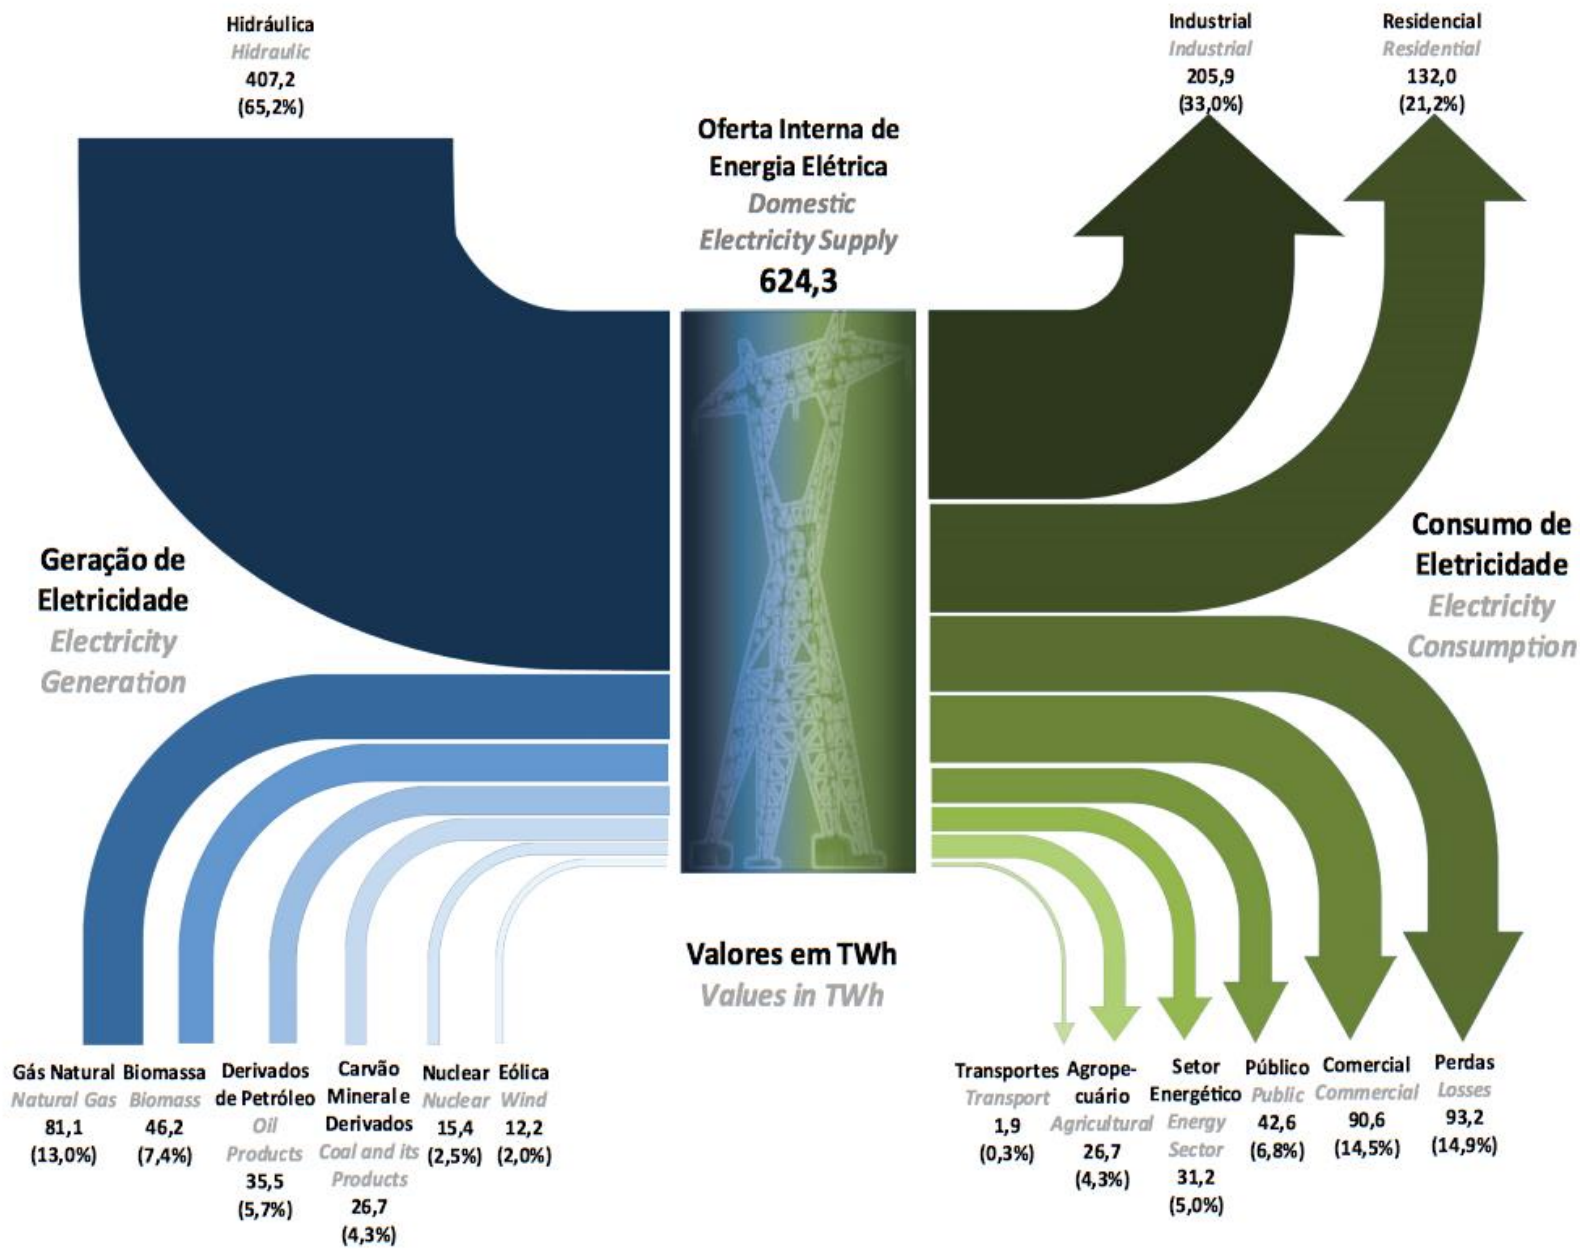 Hidráulica
Hidraulic
407,2
(65,2%)
Industrial
Industrial
205,9
(33,0%)
Residencial
Residential
132,0
(21,2%)
Oferta Interna de
Energia Elétrica
Domestic
Electricity Supply
624,3
Geração de
Eletricidade
Electricity
Generation
Consumo de
Eletricidade
Electricity
Consumption
Valores em TWh
Values in TWh
Gás Natural
Natural Gas
81,1
(13,0%)
Biomassa
Biomass
46,2
(7,4%)
Derivados
de Petróleo
Oil
Products
35,5
(5,7%)
Carvão
Mineral e
Derivados
Coal and its
Products
26,7
(4,3%)
Nuclear
Nuclear
15,4
(2,5%)
Eólica
Wind
12,2
(2,0%)
Transportes
Transport
1,9
(0,3%)
Agrope-
cuário
Agricultural
26,7
(4,3%)
Setor
Energético
Energy
Sector
31,2
(5,0%)
Público
Public
42,6
(6,8%)
Comercial
Commercial
90,6
(14,5%)
Perdas
Losses
93,2
(14,9%)